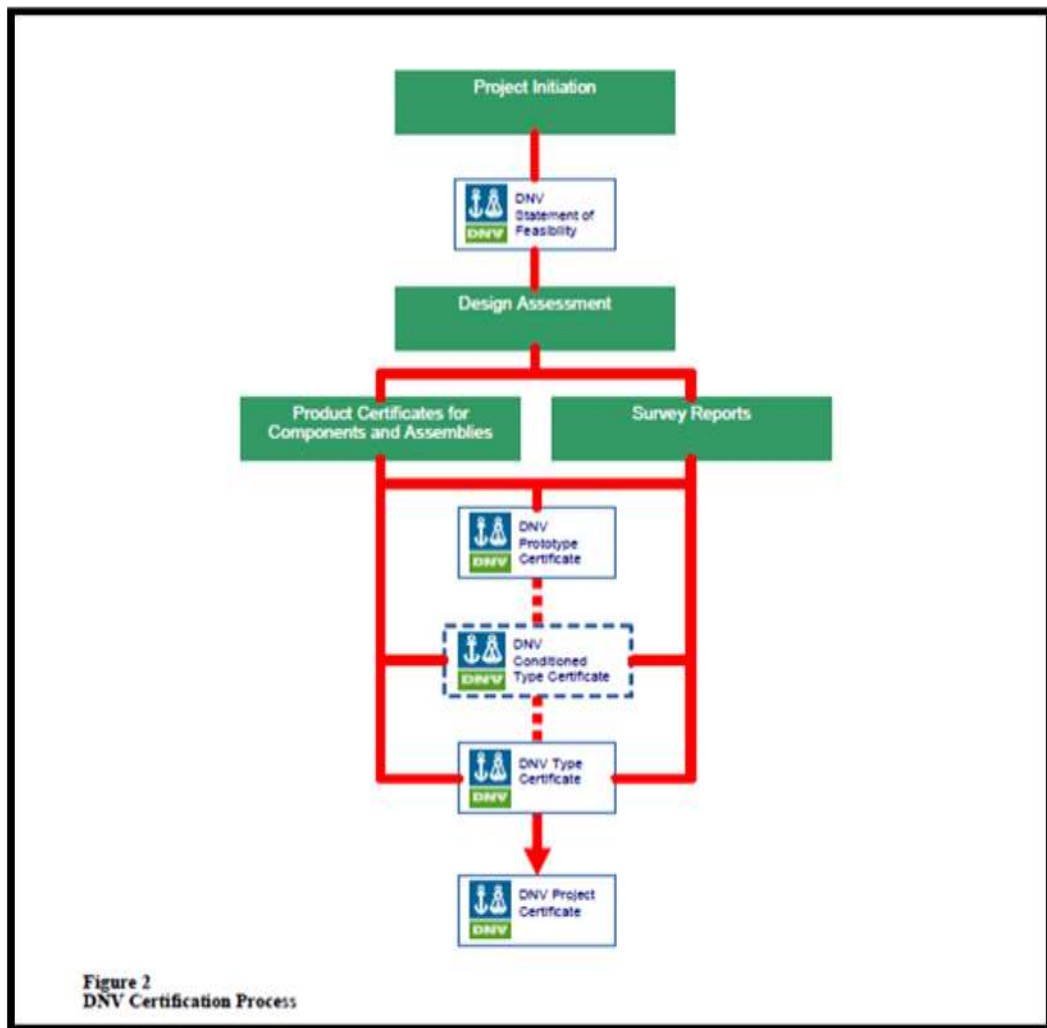 Project Initiation
DNV
Statement of
Feasibility
DNV
Design Assessment
Product Certificates for
Components and Assemblies
Survey Reports
DNV
Prototype
Certificate
DNV
DNV
Conditioned
Type Certificate
DNV
DNV Type
Certificate
DNV
DNV Project
Certificate
DNV
Figure 2
DNV Certification Process